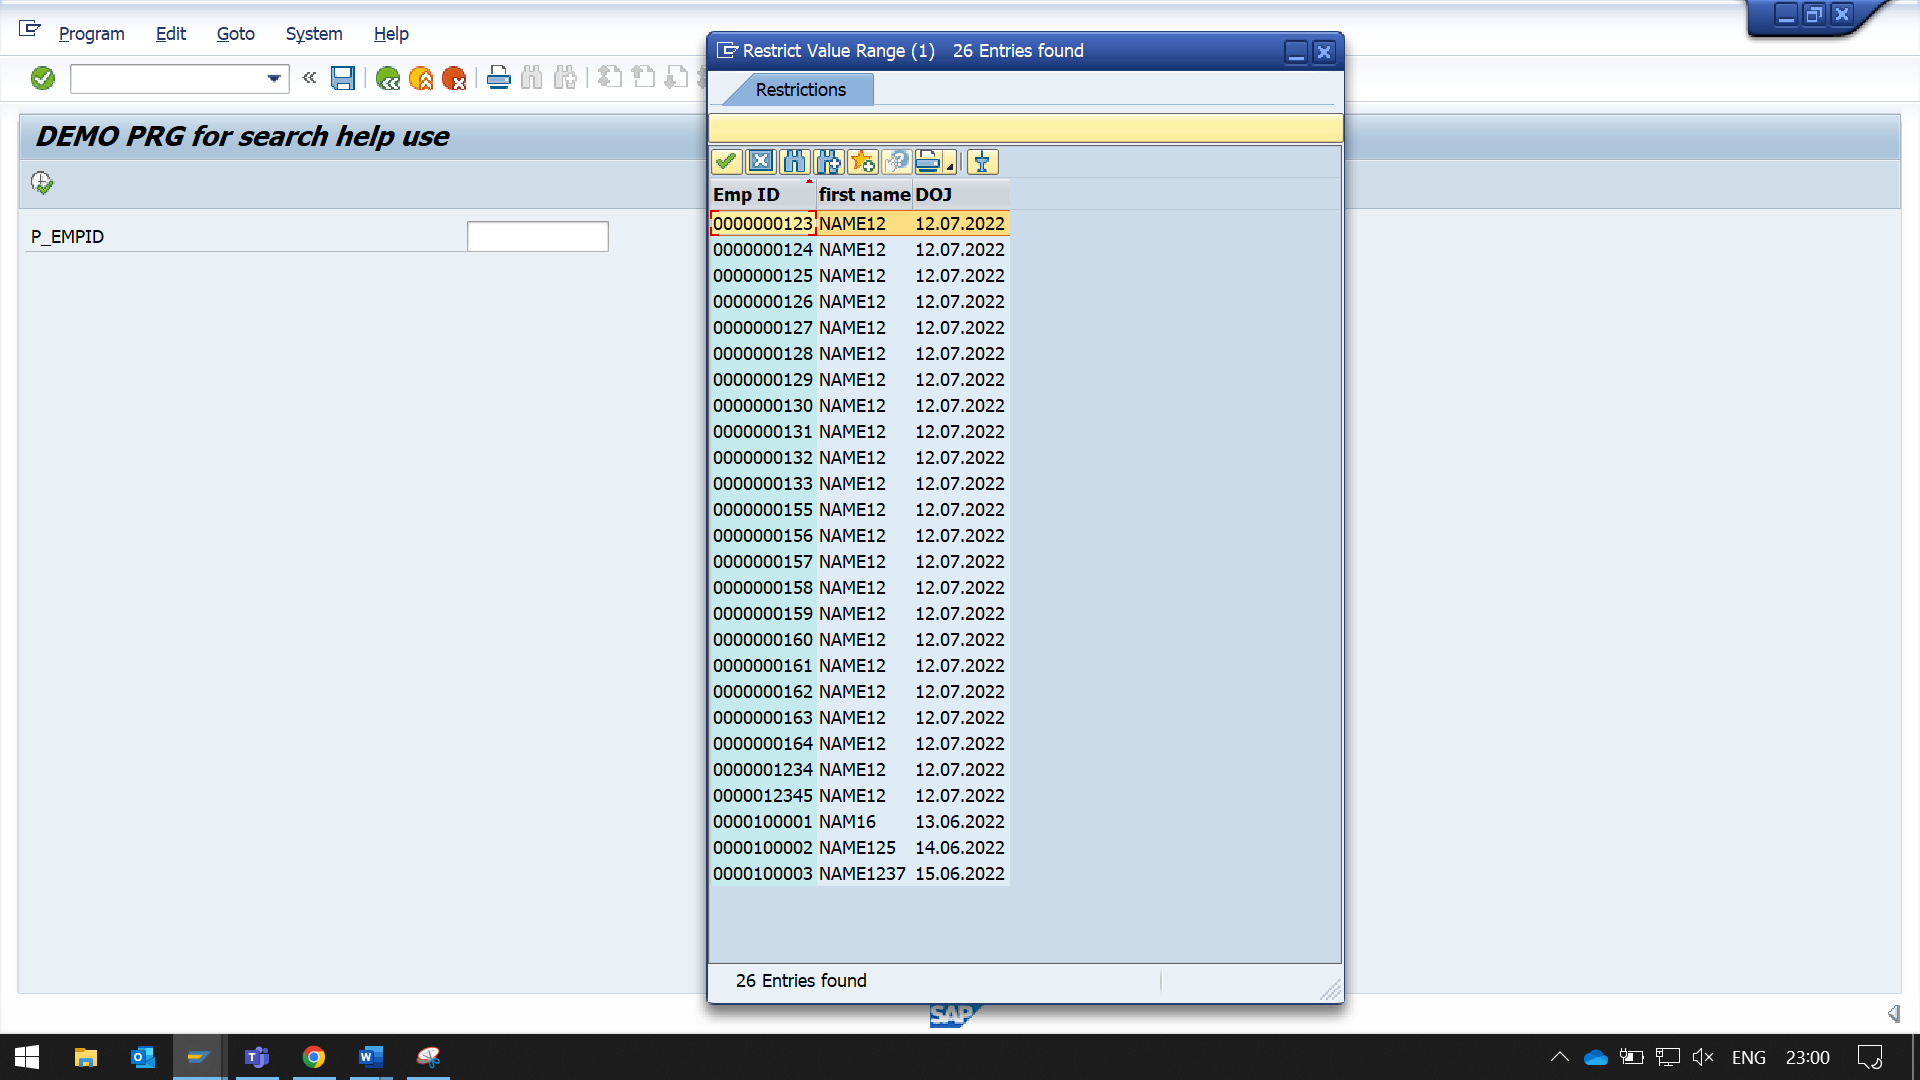 Program Edit Goto System Help
DEMO PRG for search help use
P_EMPID
Restrict Value Range (1) 26 Entries found
Restrictions
Emp ID first name DOJ
0000000123 NAME12 12.07.2022
0000000124 NAME12 12.07.2022
0000000125 NAME12 12.07.2022
0000000126 NAME12 12.07.2022
0000000127 NAME12 12.07.2022
0000000128 NAME12 12.07.2022
0000000129 NAME12 12.07.2022
0000000130 NAME12 12.07.2022
0000000131 NAME12 12.07.2022
0000000132 NAME12 12.07.2022
0000000133 NAME12 12.07.2022
0000000155 NAME12 12.07.2022
0000000156 NAME12 12.07.2022
0000000157 NAME12 12.07.2022
0000000158 NAME12 12.07.2022
0000000159 NAME12 12.07.2022
0000000160 NAME12 12.07.2022
0000000161 NAME12 12.07.2022
0000000162 NAME12 12.07.2022
0000000163 NAME12 12.07.2022
0000000164 NAME12 12.07.2022
0000001234 NAME12 12.07.2022
0000012345 NAME12 12.07.2022
0000100001 NAM16 13.06.2022
0000100002 NAME125 14.06.2022
0000100003 NAME1237 15.06.2022
26 Entries found
SAP
ENG 23:00